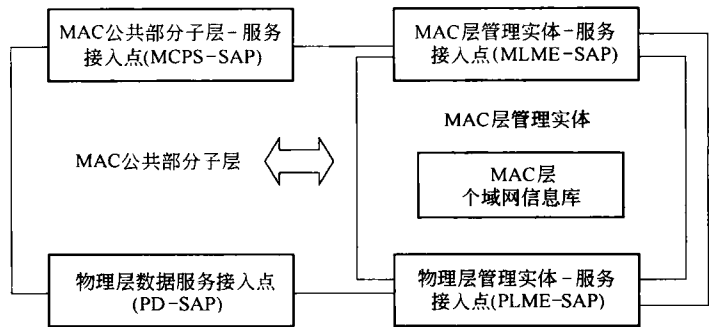 MAC公共部分子层-服务
接入点(MCPS-SAP)
MAC层管理实体-服务
接入点(MLME-SAP)
MAC层管理实体
MAC公共部分子层
MAC层
个域网信息库
物理层数据服务接入点
(PD-SAP)
物理层管理实体-服务
接入点(PLME-SAP)